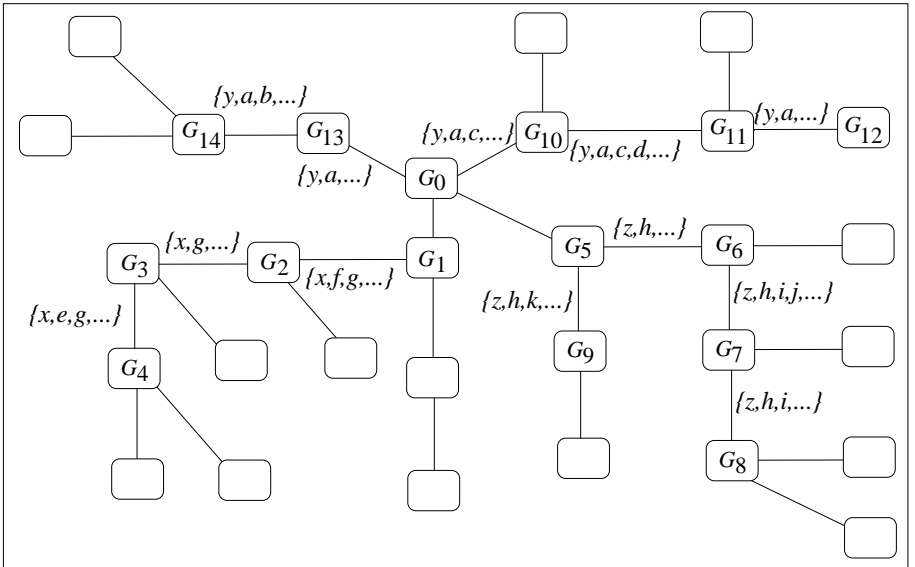 {y,a,b,...}
G14
G13
{y,a,...}
{y,a,c,...}
G10
{y,a,c,d,...}
G11
{y,a,...}
G12
G0
G3
{x,g,...}
G2
{x,f,g,...}
G1
G5
{z,h,...}
G6
{x,e,g,...}
G4
{z,h,k,...}
G9
{z,h,i,j,...}
G7
{z,h,i,...}
G8